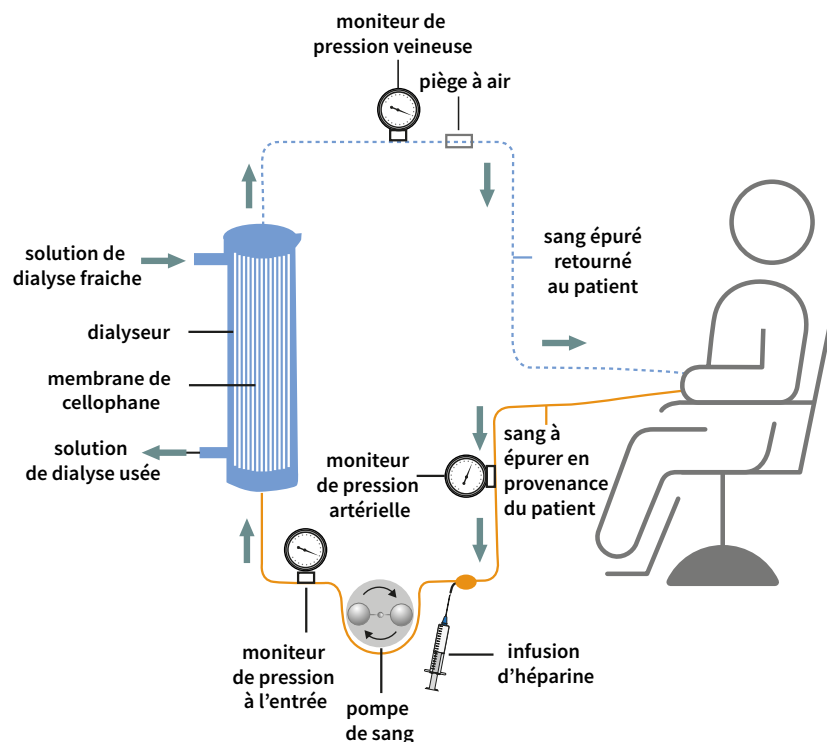 moniteur de
pression veineuse
piège à air
solution de
dialyse fraiche
sang épuré
retourné
au patient
dialyseur
membrane de
cellophane
solution
de dialyse usée
moniteur
de pression
artérielle
sang à
épurer en
provenance
du patient
moniteur
de pression
à l’entrée
pompe
de sang
infusion
d’héparine